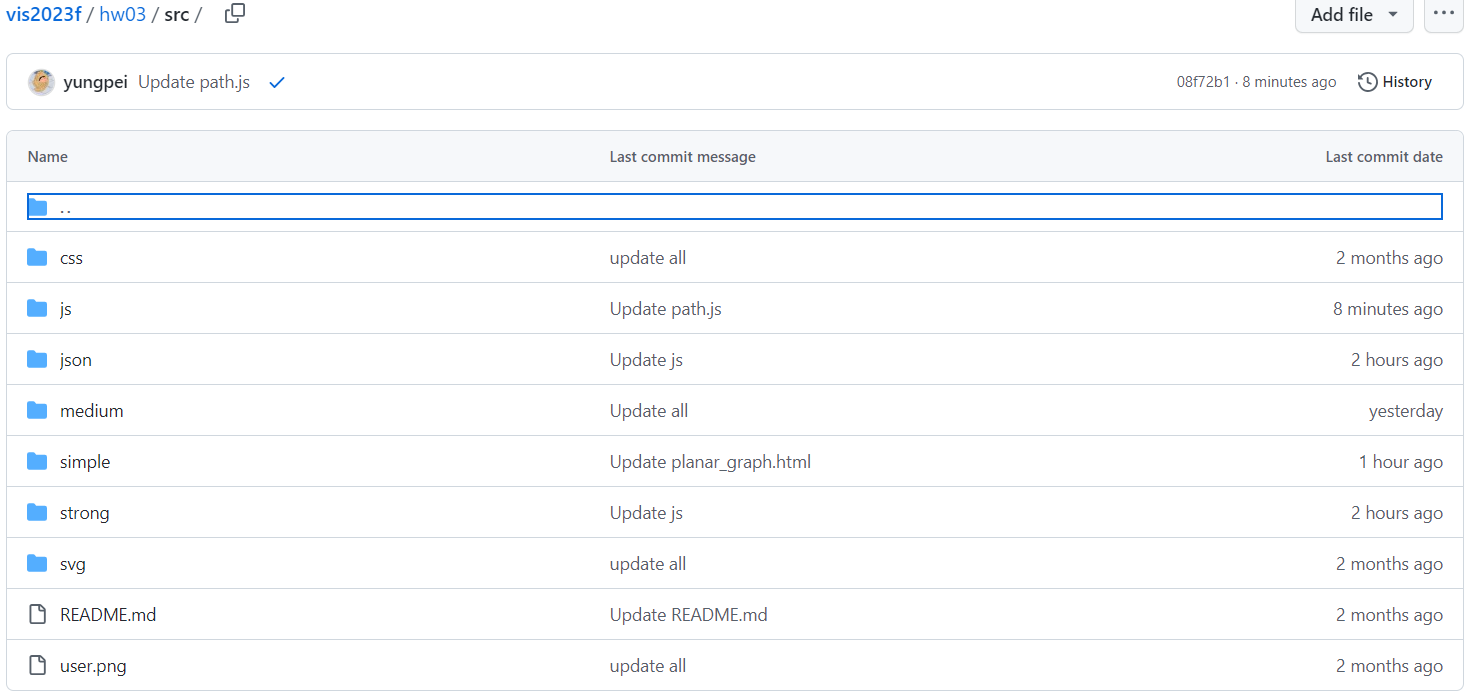 vis2023f / hw03 / src / Add file ...
yungpei Update path.js 08f72b1 · 8 minutes ago History
Name Last commit message Last commit date
..
css update all 2 months ago
js Update path.js 8 minutes ago
json Update js 2 hours ago
medium Update all yesterday
simple Update planar_graph.html 1 hour ago
strong Update js 2 hours ago
svg update all 2 months ago
README.md Update README.md 2 months ago
user.png update all 2 months ago